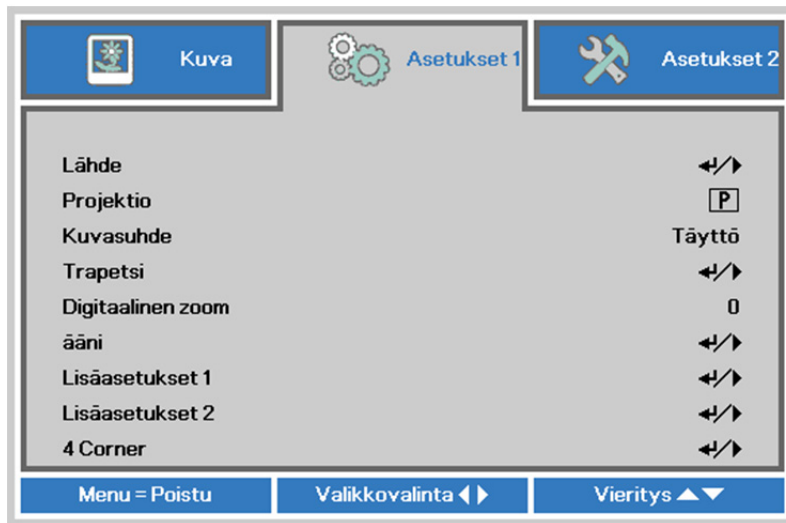 Kuva
Asetukset 1
Asetukset 2
Lähde ↵/▶
Projektio P
Kuvasuhde Täyttö
Trapetsi ↵/▶
Digitaalinen zoom 0
ääni ↵/▶
Lisäasetukset 1 ↵/▶
Lisäasetukset 2 ↵/▶
4 Corner ↵/▶
Menu = Poistu Valikkovalinta ◀▶ Vieritys ▲▼